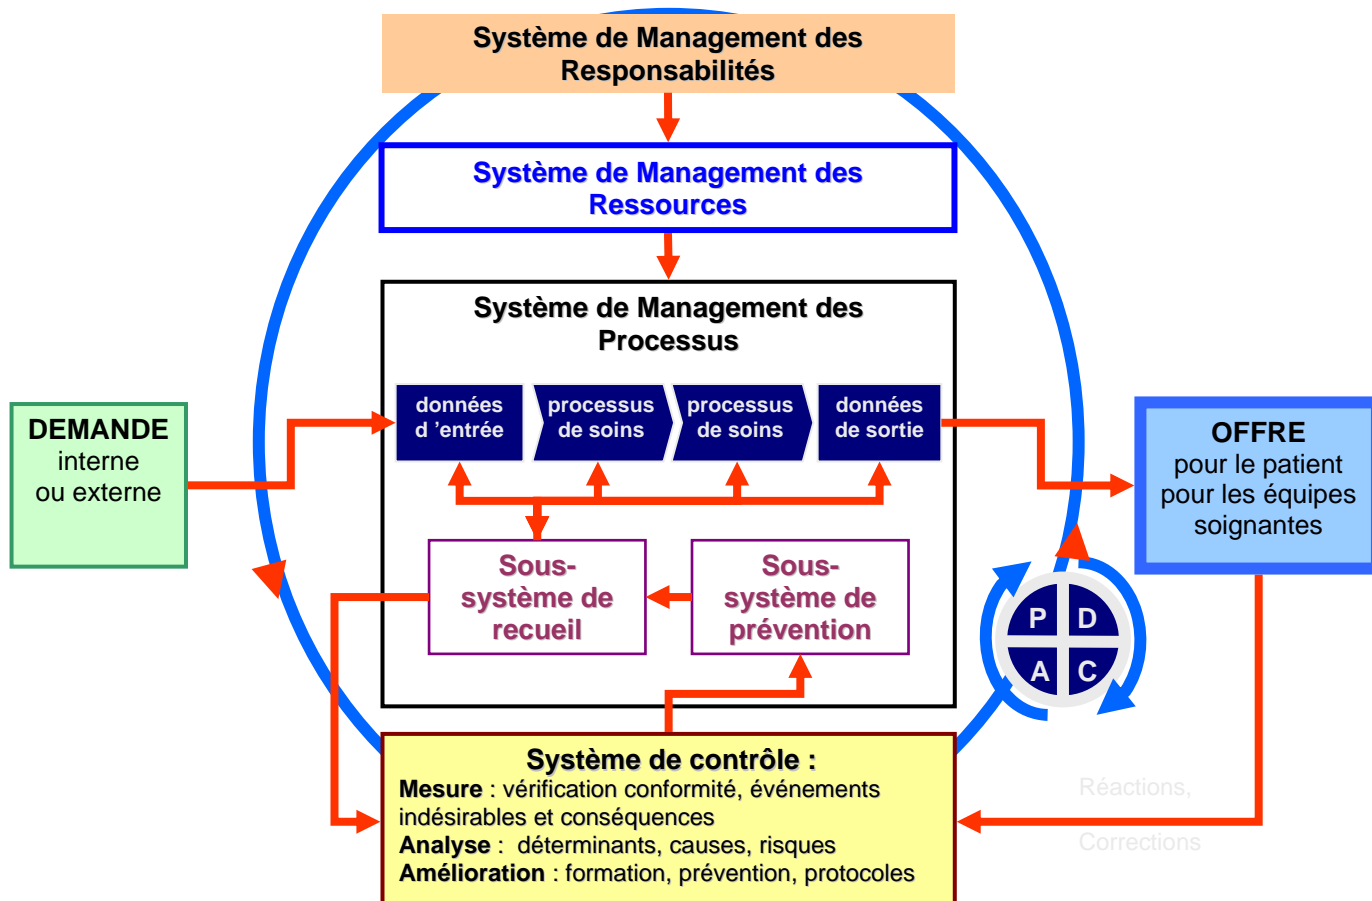 Système de Management des
Responsabilités
Système de Management des
Ressources
Système de Management des
Processus
données
d ’entrée
processus
de soins
processus
de soins
données
de sortie
DEMANDE
interne
ou externe
OFFRE
pour le patient
pour les équipes
soignantes
Sous-
système de
recueil
Sous-
système de
prévention
P D
A C
Système de contrôle :
Mesure : vérification conformité, événements
indésirables et conséquences
Analyse :  déterminants, causes, risques
Amélioration : formation, prévention, protocoles
Réactions,
Corrections